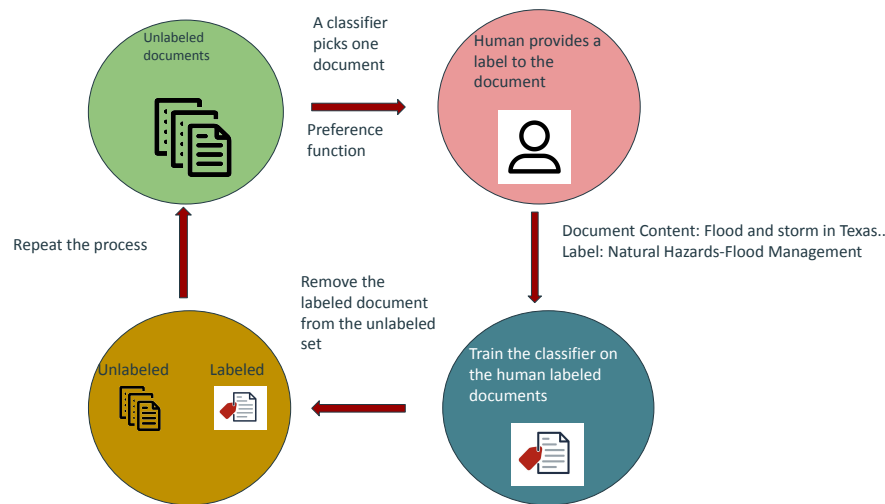 Unlabeled
documents
A classifier
picks one
document
Preference
function
Human provides a
label to the
document
Document Content: Flood and storm in Texas..
Label: Natural Hazards-Flood Management
Train the classifier on
the human labeled
documents
Remove the
labeled document
from the unlabeled
set
Unlabeled
Labeled
Repeat the process